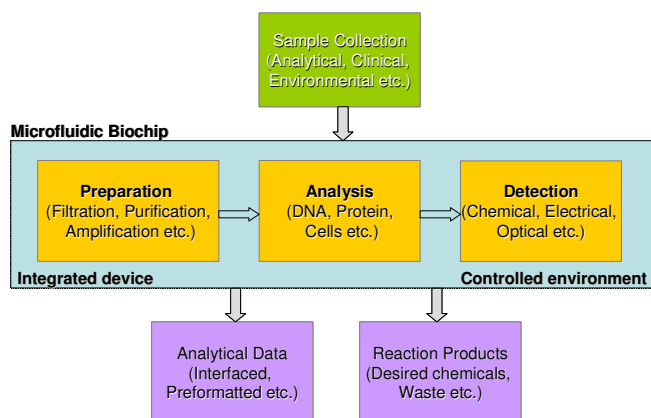 Sample Collection
(Analytical, Clinical,
Environmental etc.)
Microfluidic Biochip
Preparation
(Filtration, Purification,
Amplification etc.)
Analysis
(DNA, Protein,
Cells etc.)
Detection
(Chemical, Electrical,
Optical etc.)
Integrated device
Controlled environment
Analytical Data
(Interfaced,
Preformatted etc.)
Reaction Products
(Desired chemicals,
Waste etc.)